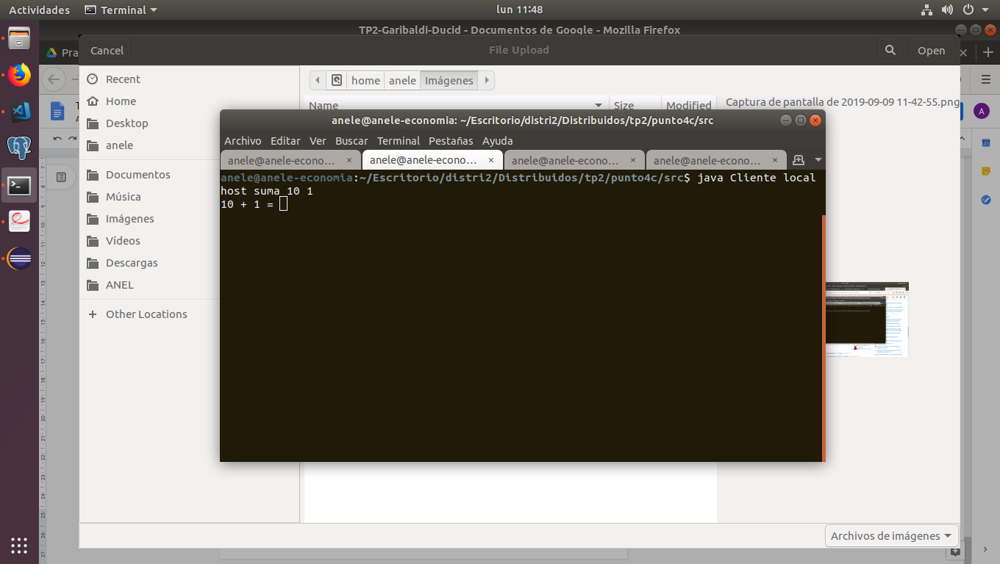 Actividades
Terminal
lun 11:48
TP2-Garibaldi-Ducid - Documentos de Google - Mozilla Firefox
Pra
Cancel
File Upload
Open
Recent
Home
Desktop
anele
Documentos
Música
Imágenes
Vídeos
Descargas
ANEL
+ Other Locations
home
anele
Imágenes
Name
Size
Modified
Captura de pantalla de 2019-09-09 11-42-55.png
A
anele@anele-economia: ~/Escritorio/distri2/Distribuidos/tp2/punto4c/src
Archivo Editar Ver Buscar Terminal Pestañas Ayuda
anele@anele-econo…
anele@anele-econo…
anele@anele-econo…
anele@anele-econo…
anele@anele-economia:~/Escritorio/distri2/Distribuidos/tp2/punto4c/src$ java Cliente local
host suma 10 1
10 + 1 =
Archivos de imágenes